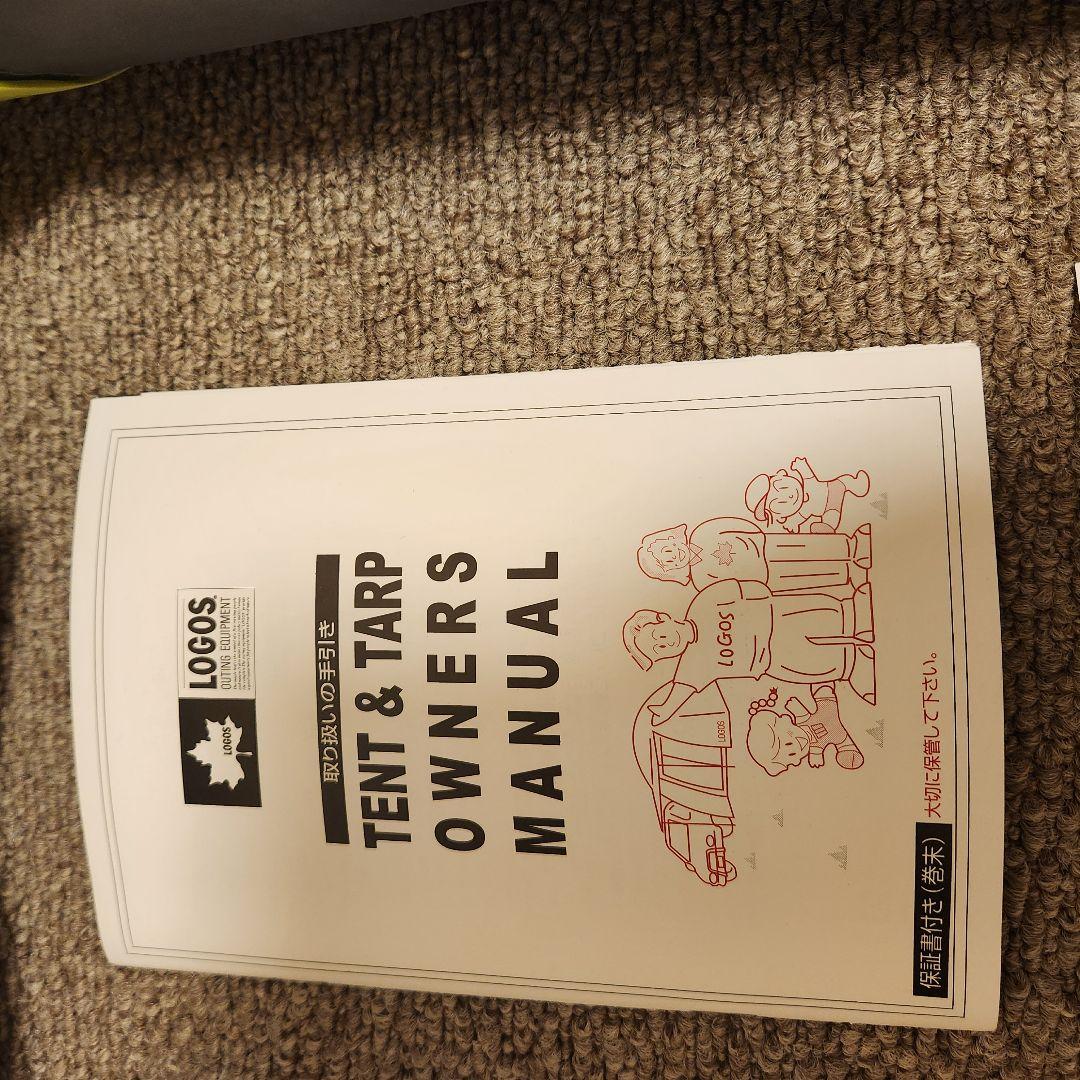 LOGOS
LOGOS®
OUTING EQUIPMENT
取り扱いの手引き
TENT & TARP
OWNERS
MANUAL
LOGOS
LOGOS
保証書付き(巻末)
大切に保管して下さい。